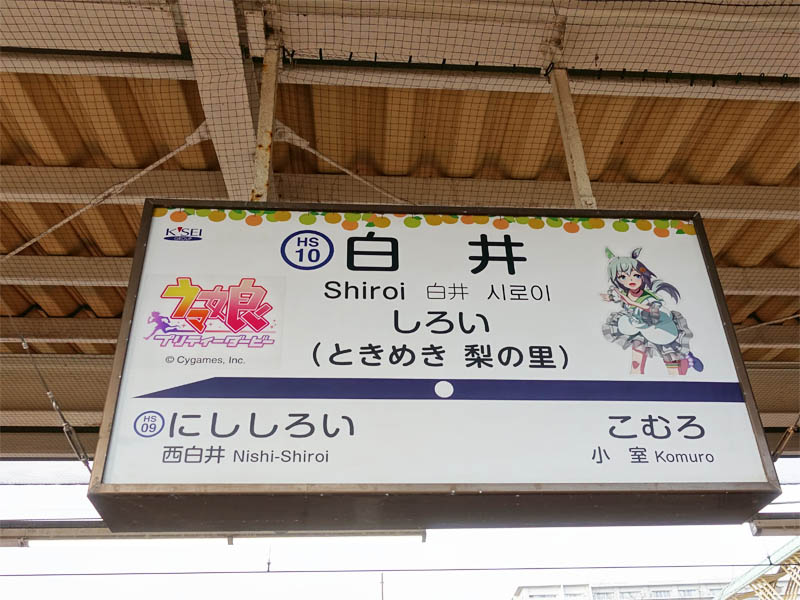 K'SEI
GROUP
HS
10
白井
Shiroi 白井 시로이
しろい
(ときめき 梨の里)
ウマ娘
プリティーダービー
© Cygames, Inc.
HS
09
にししろい
西白井 Nishi-Shiroi
こむろ
小室 Komuro